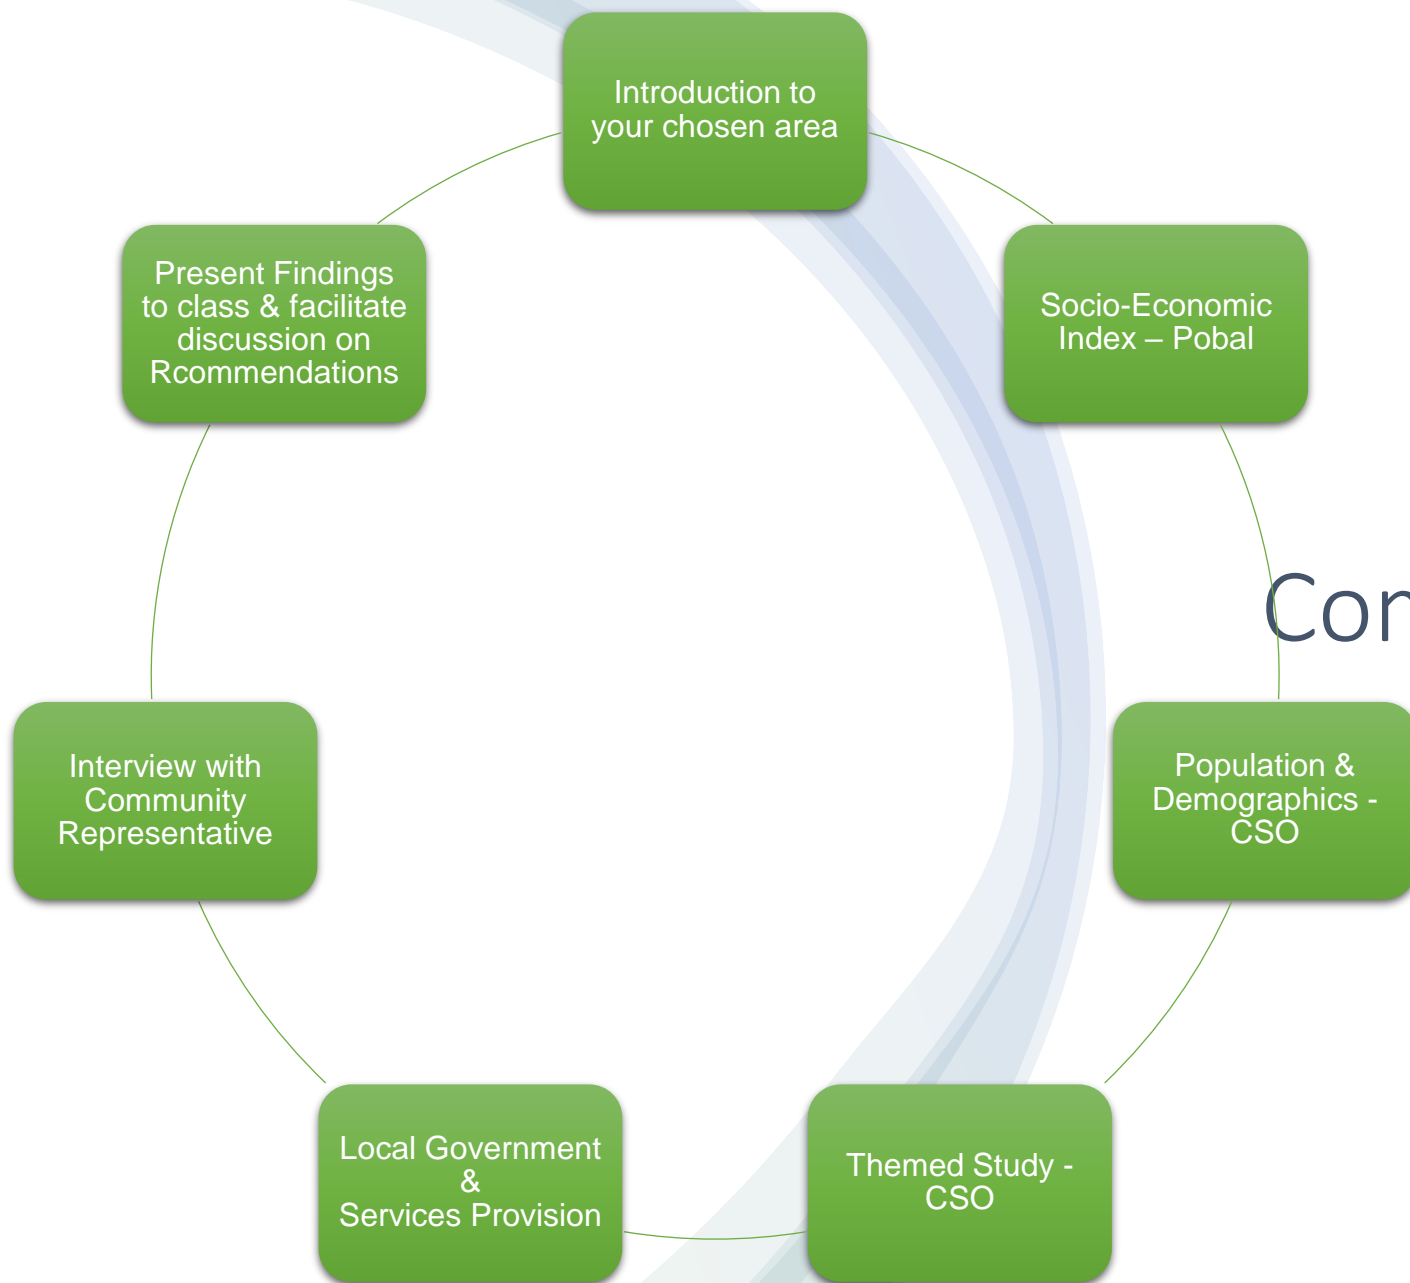 Introduction to
your chosen area
Socio-Economic
Index – Pobal
Population &
Demographics -
CSO
Themed Study -
CSO
Local Government
&
Services Provision
Interview with
Community
Representative
Present Findings
to class & facilitate
discussion on
Rcommendations